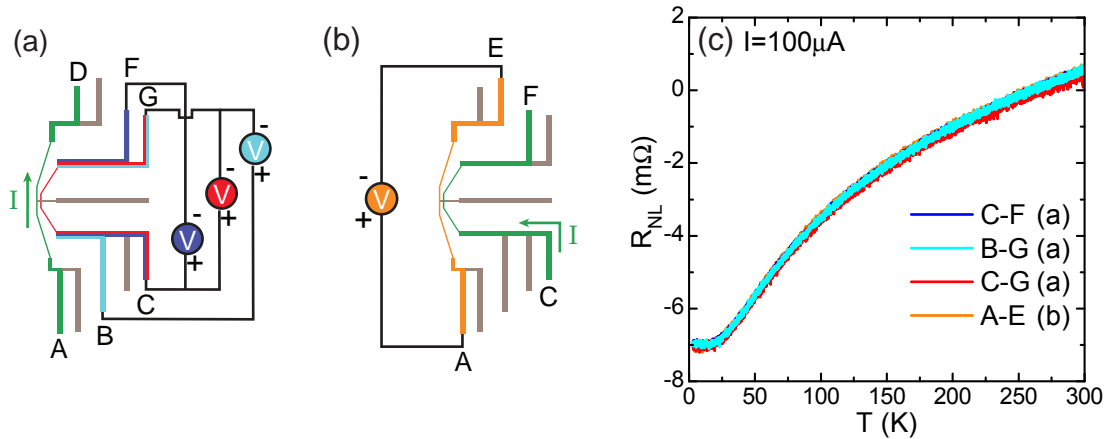 (a)
D
F
G
-
V
+
-
V
+
-
V
+
I
C
B
A
(b)
E
F
-
V
+
I
C
A
(c) I=100μA
2
0
-2
-4
-6
-8
R_NL (mΩ)
C-F (a)
B-G (a)
C-G (a)
A-E (b)
0 50 100 150 200 250 300
T (K)